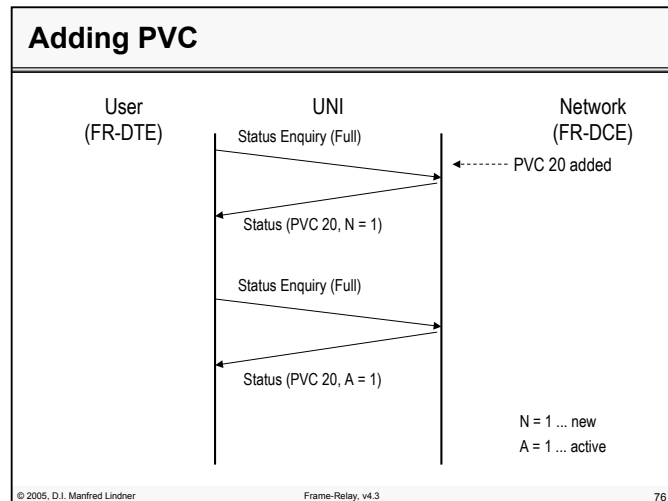 Adding PVC
User
(FR-DTE)
UNI
Network
(FR-DCE)
Status Enquiry (Full)
PVC 20 added
Status (PVC 20, N = 1)
Status Enquiry (Full)
Status (PVC 20, A = 1)
N = 1 ... new
A = 1 ... active
© 2005, D.I. Manfred Lindner
Frame-Relay, v4.3
76